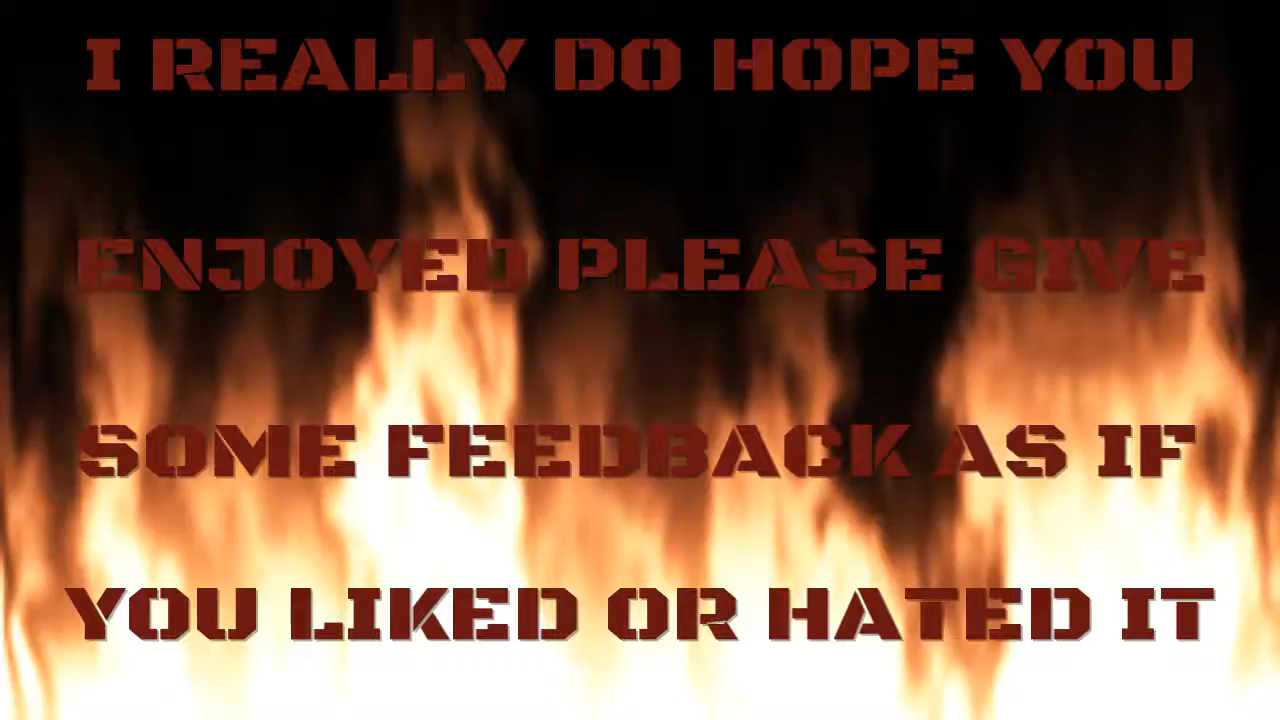 I REALLY DO HOPE YOU
ENJOYED PLEASE GIVE
SOME FEEDBACK AS IF
YOU LIKED OR HATED IT